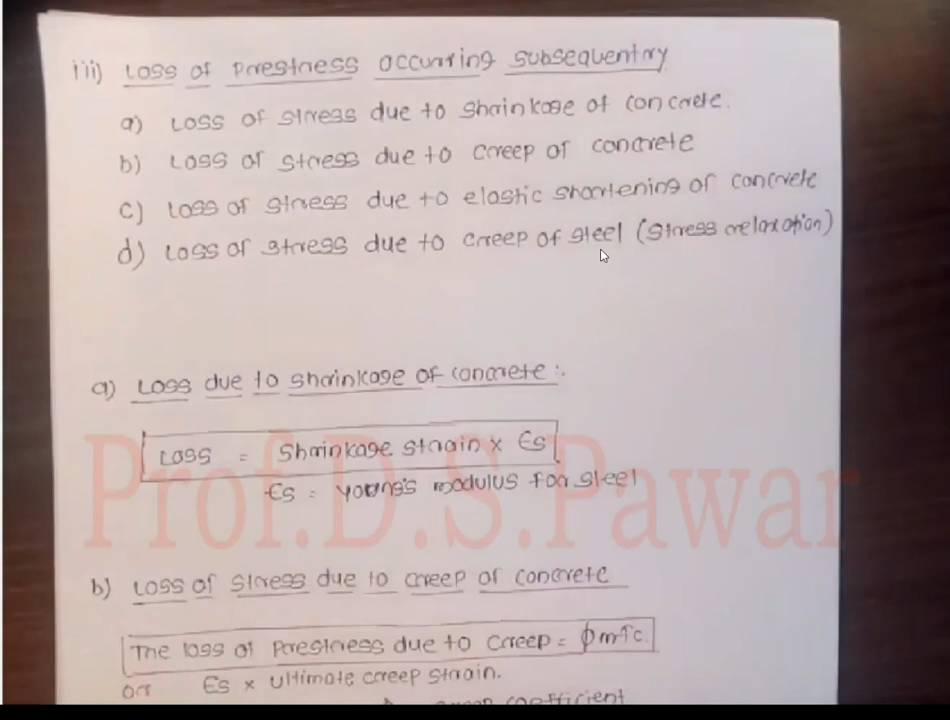 iii) Loss of Prestress occurring subsequently
a) Loss of stress due to shrinkage of concrete.
b) Loss of stress due to creep of concrete
c) Loss of stress due to elastic shortening of concrete
d) Loss of stress due to creep of steel (stress relaxation)
a) Loss due to shrinkage of concrete :.
Loss = Shrinkage strain x Es
Es = Young's modulus for steel
Prof.D.S.Pawar
b) Loss of stress due to creep of concrete
The loss of Prestress due to creep = ϕmfc.
or Es x ultimate creep strain.
coefficient